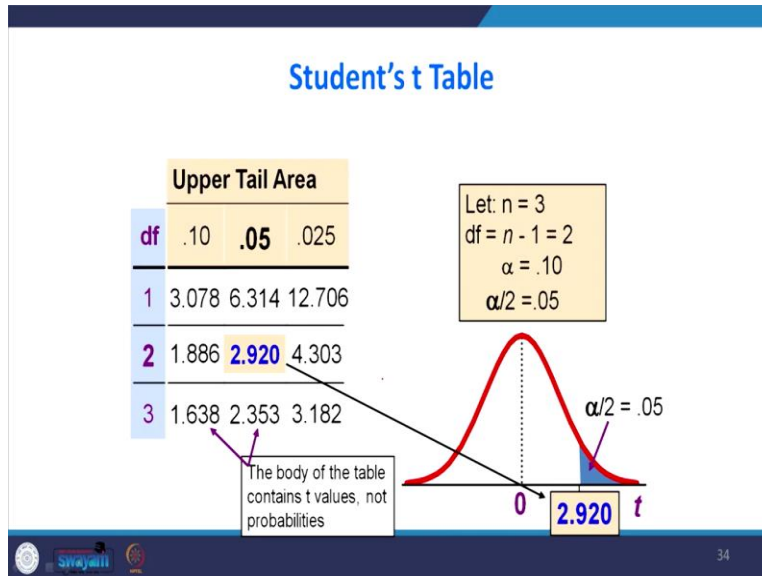 Student's t Table
Upper Tail Area
df .10 .05 .025
1 3.078 6.314 12.706
2 1.886 2.920 4.303
3 1.638 2.353 3.182
The body of the table
contains t values, not
probabilities
Let: n = 3
df = n - 1 = 2
α = .10
α/2 =.05
α/2 = .05
0 2.920 t
swayam
34